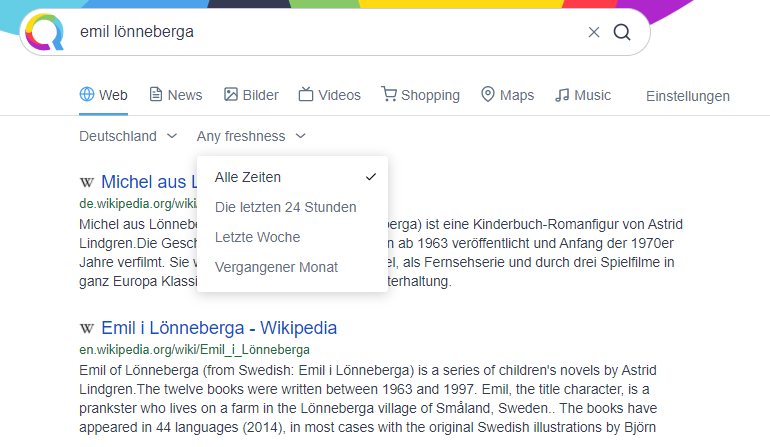 emil lönneberga
Web News Bilder Videos Shopping Maps Music Einstellungen
Deutschland Any freshness
Alle Zeiten
Die letzten 24 Stunden
Letzte Woche
Vergangener Monat
Michael aus
de.wikipedia.org/wiki
Michel aus Lönnebe erga) ist eine Kinderbuch-Romanfigur von Astrid
Lindgren.Die Gesch n ab 1963 veröffentlicht und Anfang der 1970er
Jahre verfilmt. Sie el, als Fernsehserie und durch drei Spielfilme in
ganz Europa Klassi terhaltung.
Emil i Lönneberga - Wikipedia
en.wikipedia.org/wiki/Emil_i_Lönneberga
Emil of Lönneberga (from Swedish: Emil i Lönneberga) is a series of children's novels by Astrid
Lindgren.The twelve books were written between 1963 and 1997. Emil, the title character, is a
prankster who lives on a farm in the Lönneberga village of Småland, Sweden.. The books have
appeared in 44 languages (2014), in most cases with the original Swedish illustrations by Björn